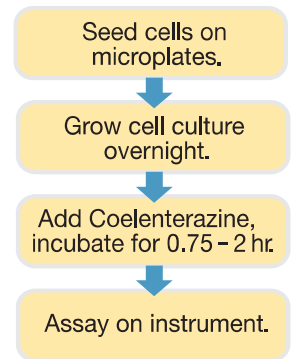 Seed cells on
microplates.
Grow cell culture
overnight.
Add Coelenterazine,
incubate for 0.75 – 2 hr.
Assay on instrument.